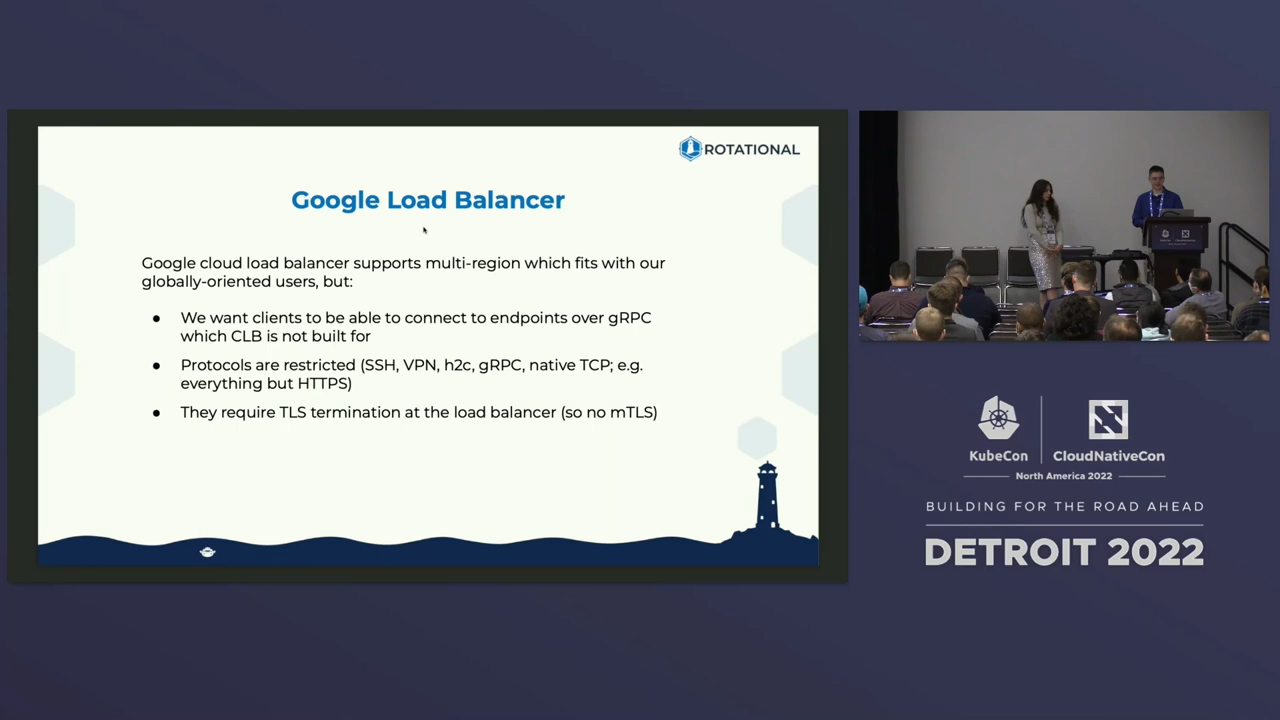 ROTATIONAL
Google Load Balancer
Google cloud load balancer supports multi-region which fits with our
globally-oriented users, but:
● We want clients to be able to connect to endpoints over gRPC
which CLB is not built for
● Protocols are restricted (SSH, VPN, h2c, gRPC, native TCP; e.g.
everything but HTTPS)
● They require TLS termination at the load balancer (so no mTLS)
KubeCon
CloudNativeCon
North America 2022
BUILDING FOR THE ROAD AHEAD
DETROIT 2022